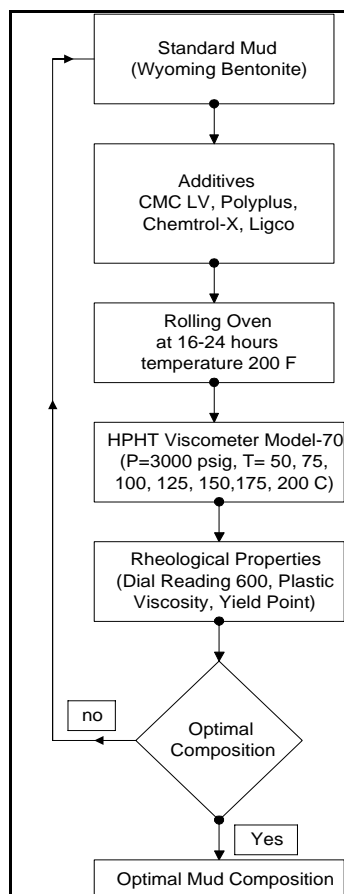 Standard Mud
(Wyoming Bentonite)
Additives
CMC LV, Polyplus,
Chemtrol-X, Ligco
Rolling Oven
at 16-24 hours
temperature 200 F
HPHT Viscometer Model-70
(P=3000 psig, T= 50, 75,
100, 125, 150,175, 200 C)
Rheological Properties
(Dial Reading 600, Plastic
Viscosity, Yield Point)
no
Optimal
Composition
Yes
Optimal Mud Composition